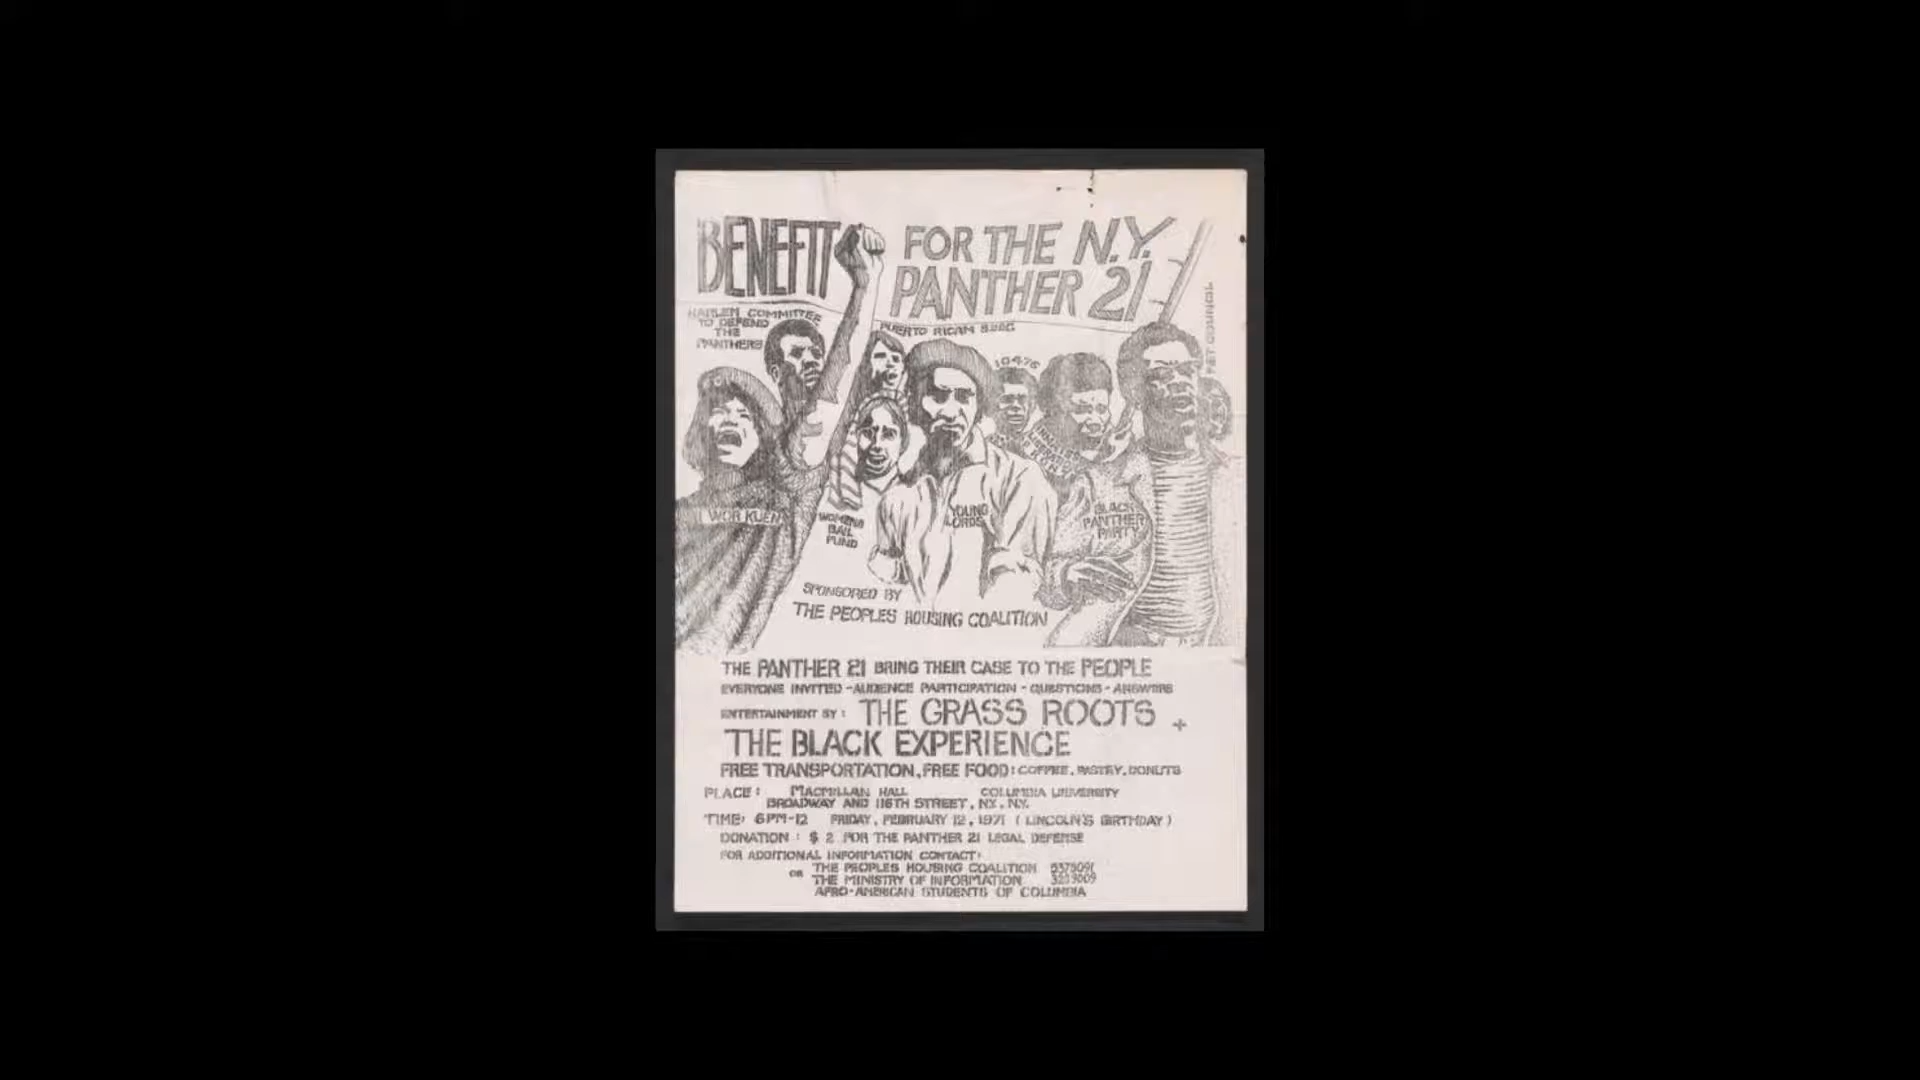 BENEFIT FOR THE N.Y.
PANTHER 21
HARLEM COMMITTEE
TO DEFEND
THE
PANTHERS
PUERTO RICAN
10476
WOR KUEN
WOMENS
BAIL
FUND
YOUNG
LORDS
INMATES
LIBERATION
BLACK
PANTHER
PARTY
COUNCIL
SPONSORED BY
THE PEOPLES HOUSING COALITION
THE PANTHER 21 BRING THEIR CASE TO THE PEOPLE
EVERYONE INVITED - AUDIENCE PARTICIPATION - QUESTIONS - ANSWERS
ENTERTAINMENT BY: THE GRASS ROOTS +
THE BLACK EXPERIENCE
FREE TRANSPORTATION, FREE FOOD: COFFEE, PASTRY, DONUTS
PLACE: MACMILLAN HALL COLUMBIA UNIVERSITY
BROADWAY AND 116TH STREET, NY. NY.
TIME: 6PM-12 FRIDAY, FEBRUARY 12, 1971 (LINCOLN'S BIRTHDAY)
DONATION: $ 2 FOR THE PANTHER 21 LEGAL DEFENSE
FOR ADDITIONAL INFORMATION CONTACT:
THE PEOPLES HOUSING COALITION
OR THE MINISTRY OF INFORMATION
AFRO-AMERICAN STUDENTS OF COLUMBIA